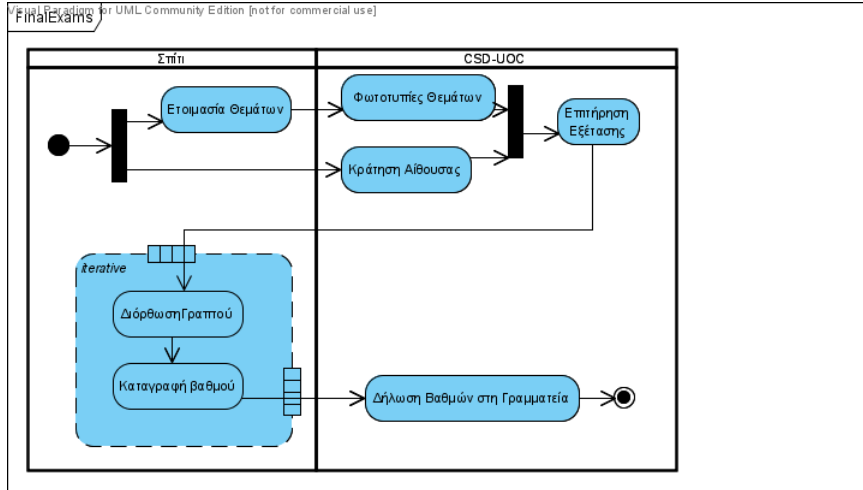 Visual Paradigm for UML Community Edition [not for commercial use]
FinalExams
Σπίτι
CSD-UOC
Ετοιμασία Θεμάτων
Φωτοτυπίες Θεμάτων
Επιτήρηση
Εξέτασης
Κράτηση Αίθουσας
iterative
ΔιόρθωσηΓραπτού
Καταγραφή βαθμού
Δήλωση Βαθμών στη Γραμματεία